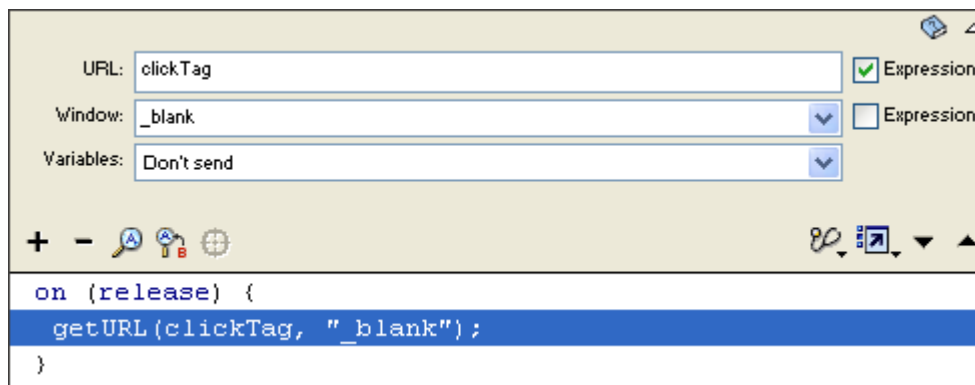 URL: clickTag Expression
Window: _blank Expression
Variables: Don't send
on (release) {
getURL(clickTag, "_blank");
}